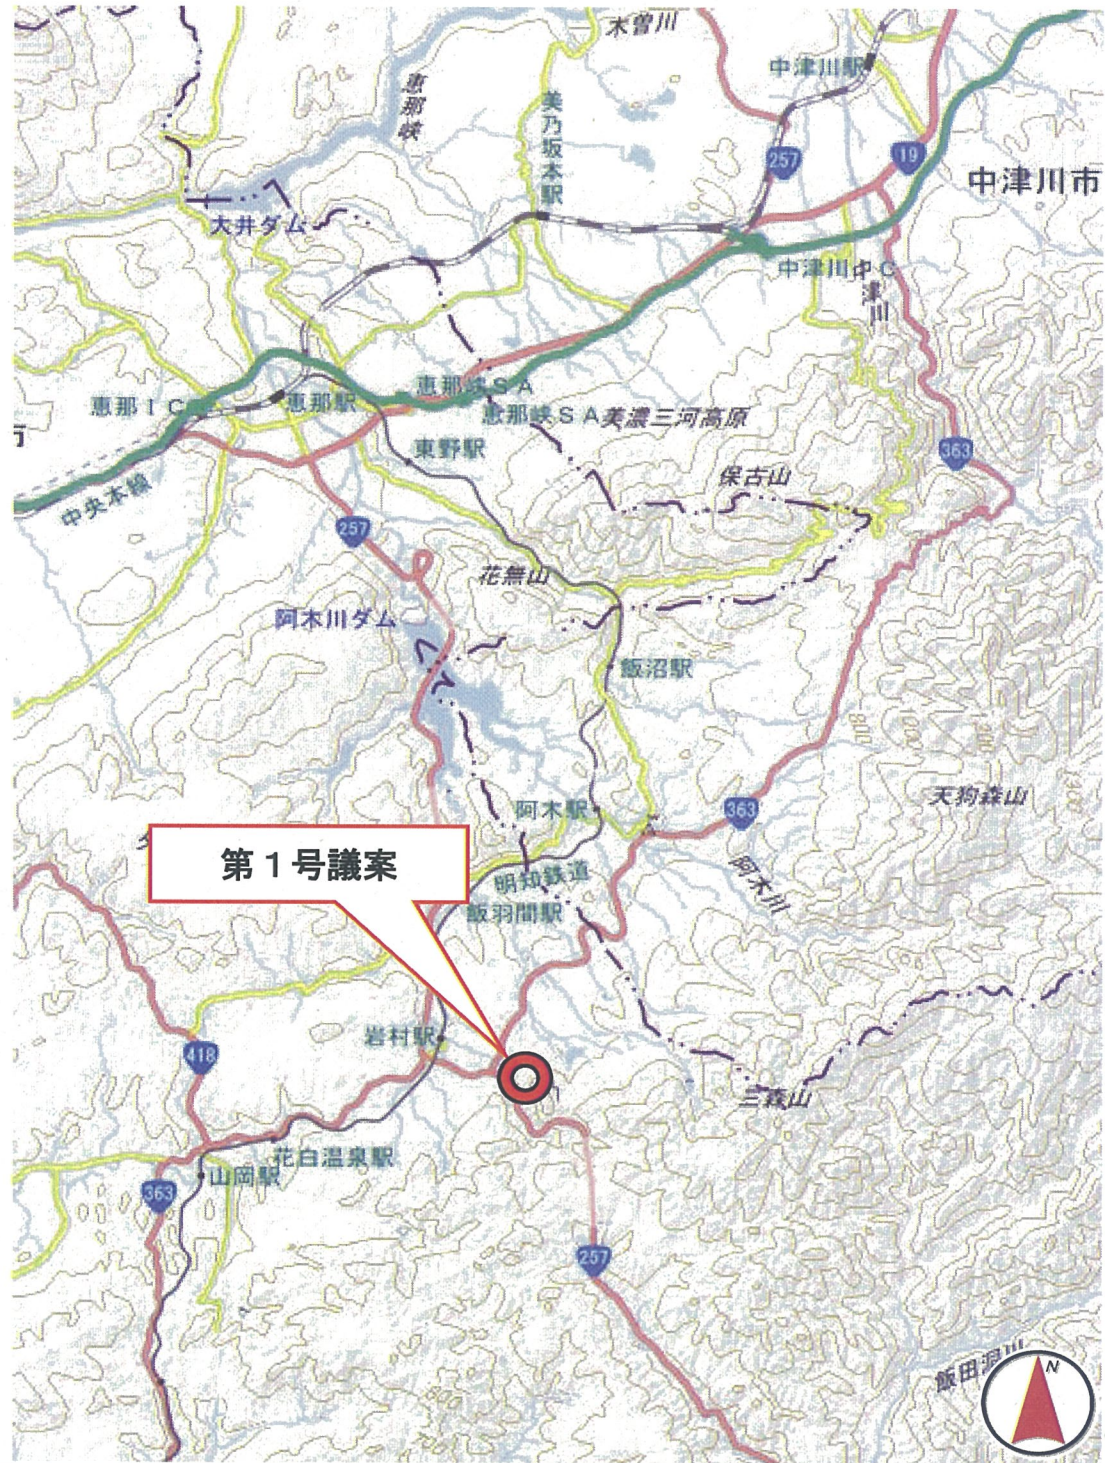 木曽川
中津川駅
恵那峡
美乃坂本駅
257
19
中津川市
大井ダム
中津川
中津川
恵那峡ＳＡ
恵那ＩＣ
恵那駅
恵那峡ＳＡ
美濃三河高原
市
東野駅
363
保古山
中央本線
257
花無山
阿木川ダム
飯沼駅
800
1200
1400
天狗森山
阿木駅
363
第１号議案
明知鉄道
阿木川
飯羽間駅
岩村駅
418
三森山
花白温泉駅
山岡駅
363
257
飯田洞川
N